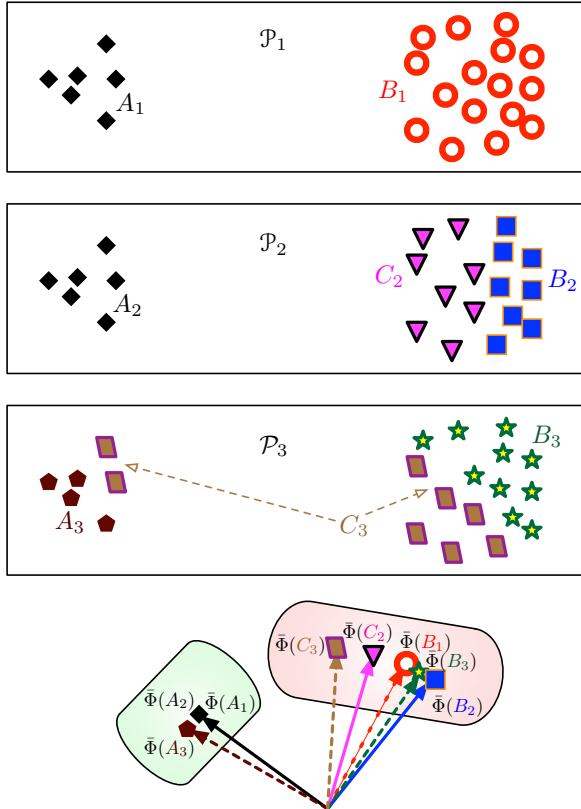 𝒫₁
A₁
B₁
𝒫₂
A₂
C₂
B₂
𝒫₃
A₃
C₃
B₃
Φ̄(C₃)
Φ̄(C₂)
Φ̄(B₁)
Φ̄(B₃)
Φ̄(B₂)
Φ̄(A₂)
Φ̄(A₁)
Φ̄(A₃)